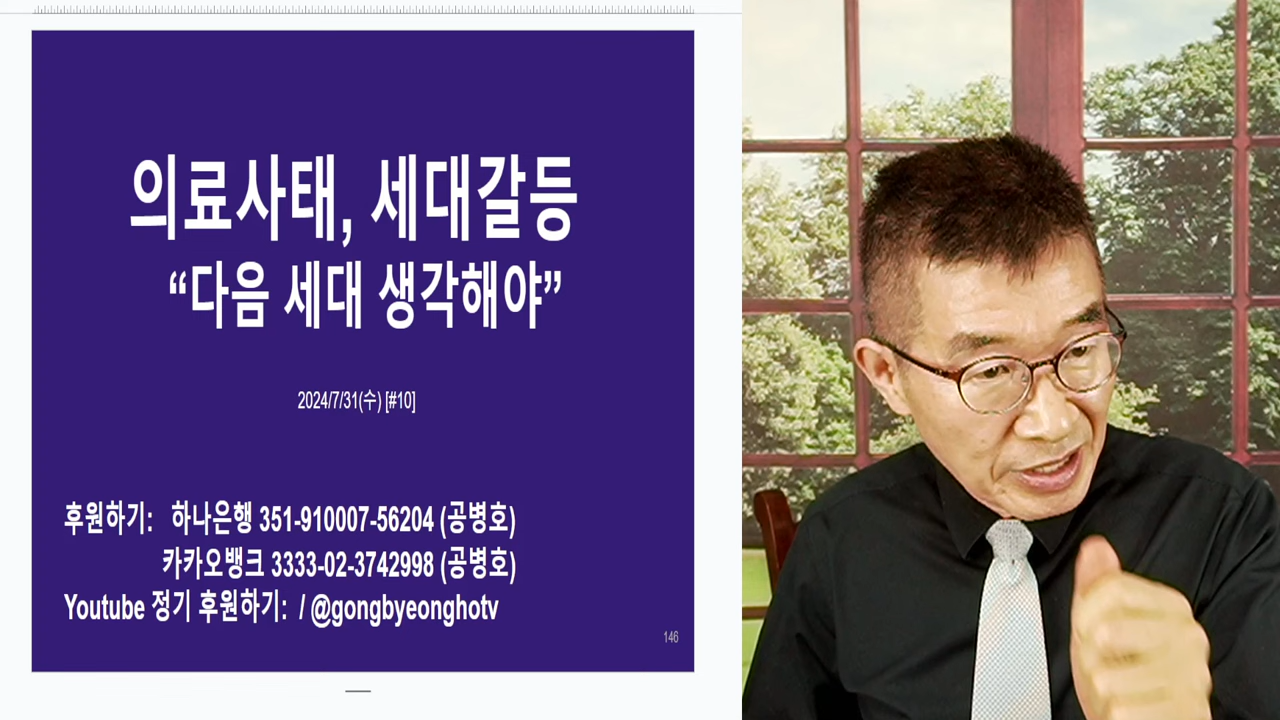 의료사태, 세대갈등
“다음 세대 생각해야”
2024/7/31(수) [#10]
후원하기: 하나은행 351-910007-56204 (공병호)
카카오뱅크 3333-02-3742998 (공병호)
Youtube 정기 후원하기: / @gongbyeonghotv
146